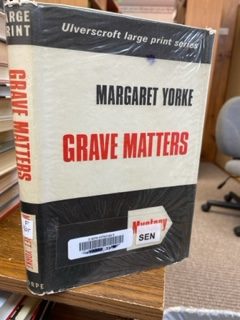 Ulverscroft large print series
MARGARET YORKE
GRAVE MATTERS
Mystery
SEN
LARGE
PRINT
GRAVE MATTERS